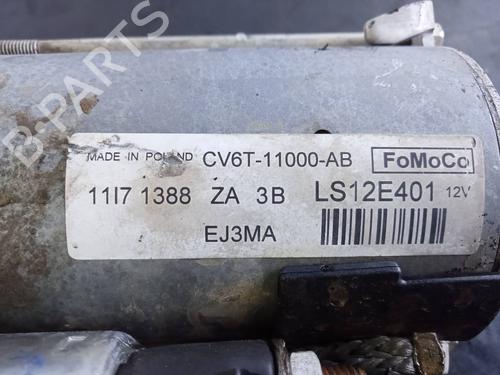 MADE IN POLAND CV6T-11000-AB FoMoCo
11I7 1388 ZA 3B LS12E401 12V
EJ3MA
B-PARTS